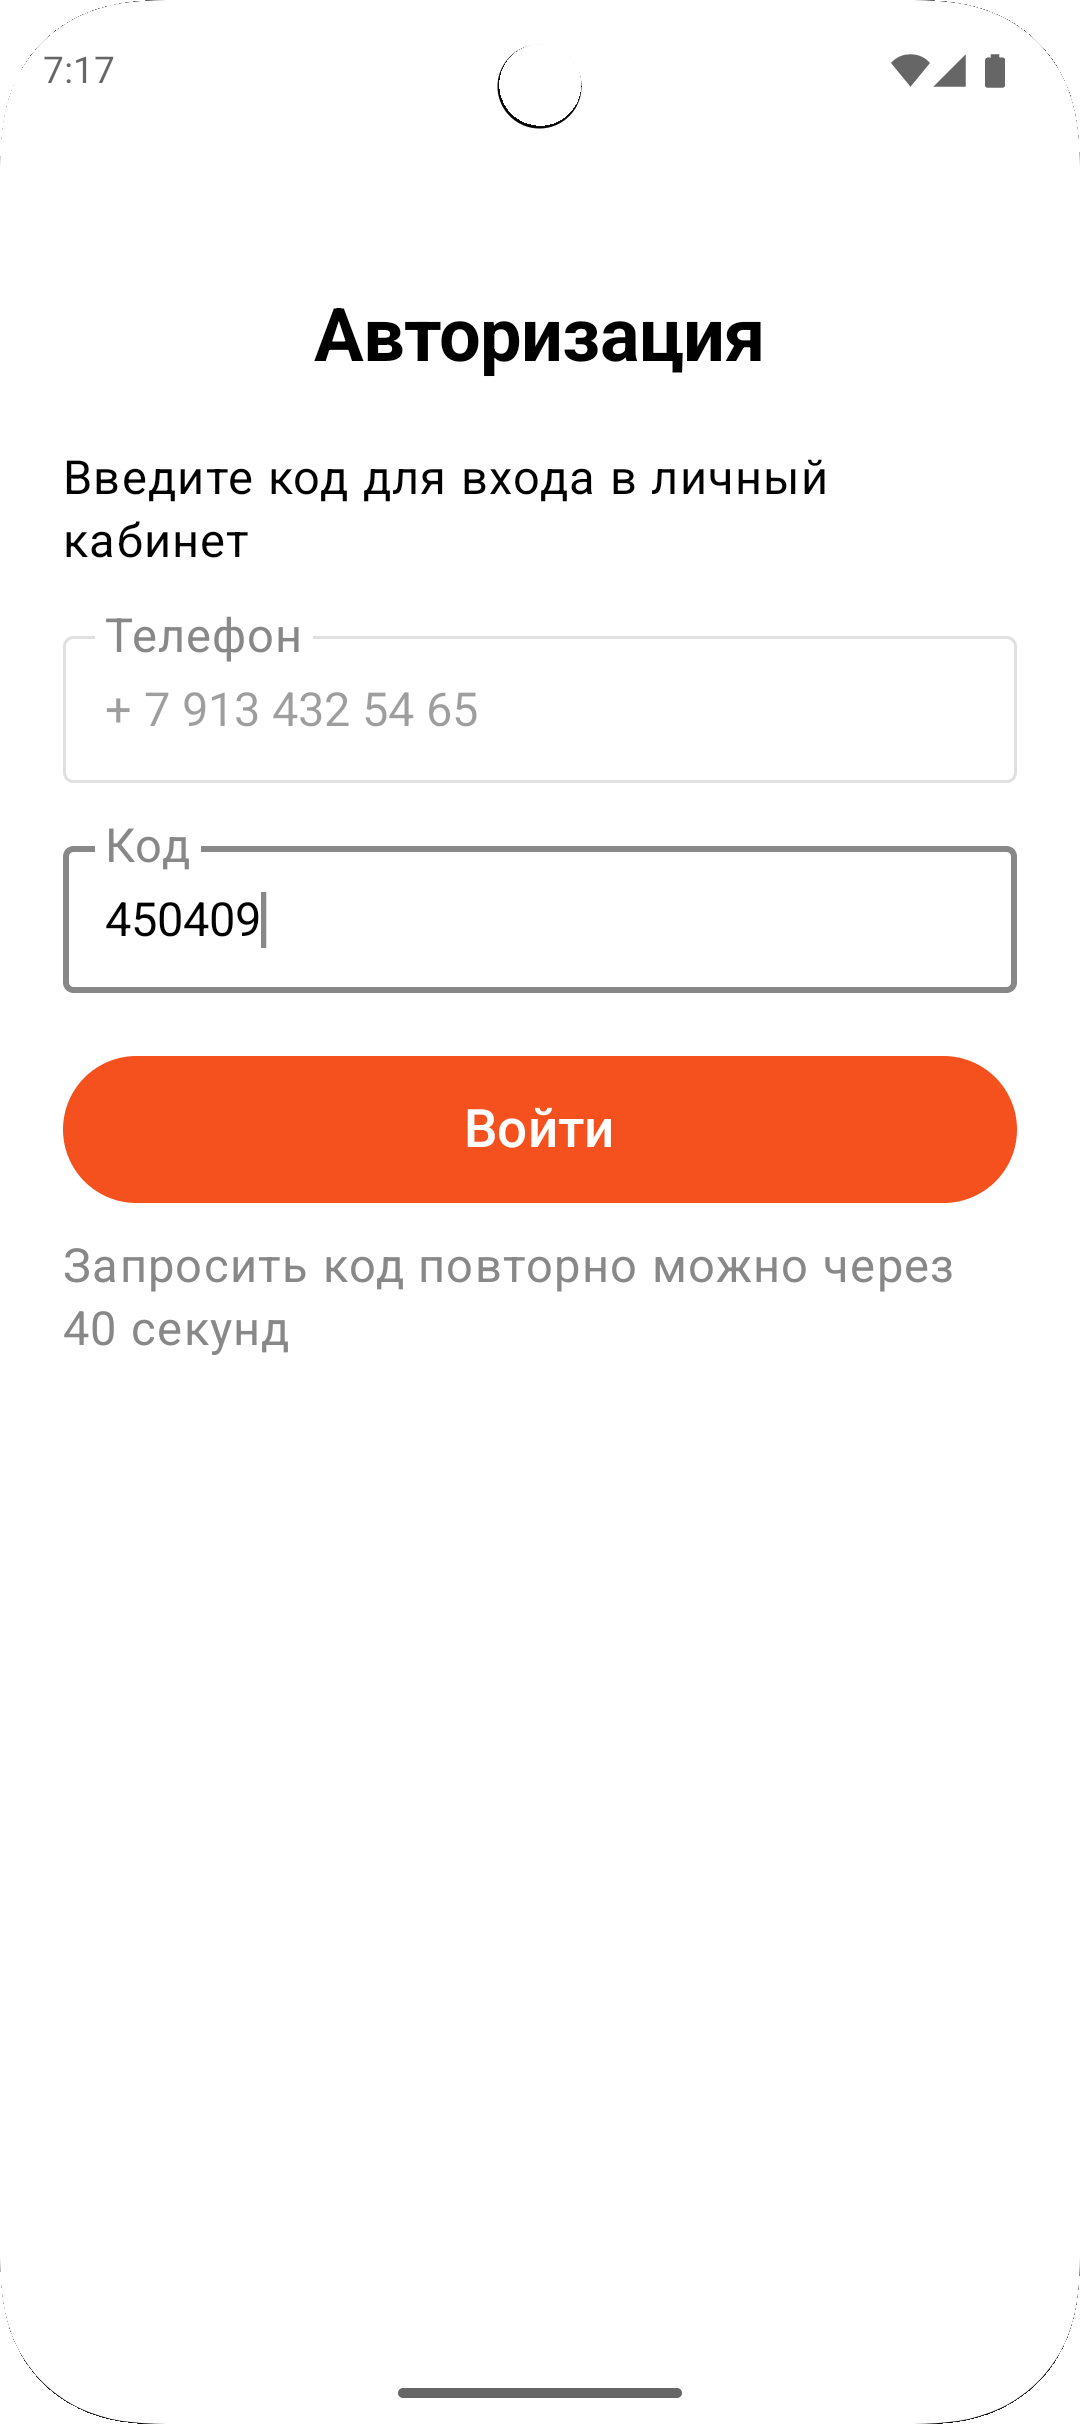 7:17
Авторизация
Введите код для входа в личный
кабинет
Телефон
+ 7 913 432 54 65
Код
450409
Войти
Запросить код повторно можно через
40 секунд